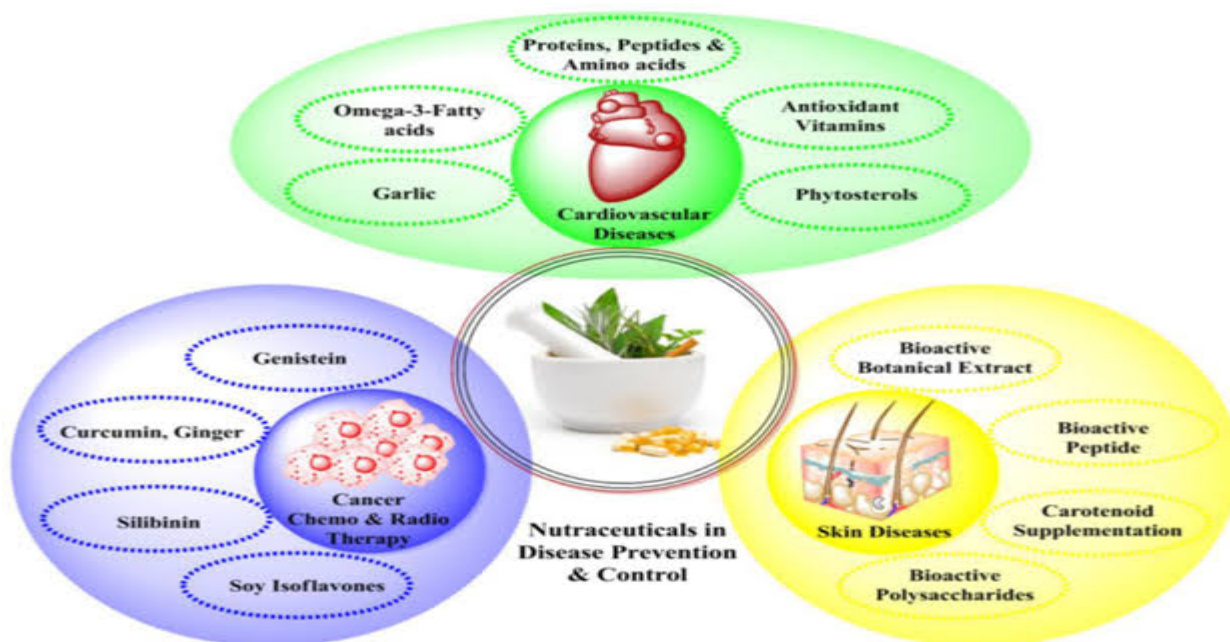 Proteins, Peptides &
Amino acids
Omega-3-Fatty
acids
Antioxidant
Vitamins
Garlic
Phytosterols
Cardiovascular
Diseases
Genistein
Curcumin, Ginger
Silibinin
Soy Isoflavones
Cancer
Chemo & Radio
Therapy
Nutraceuticals in
Disease Prevention
& Control
Bioactive
Botanical Extract
Bioactive
Peptide
Carotenoid
Supplementation
Bioactive
Polysaccharides
Skin Diseases